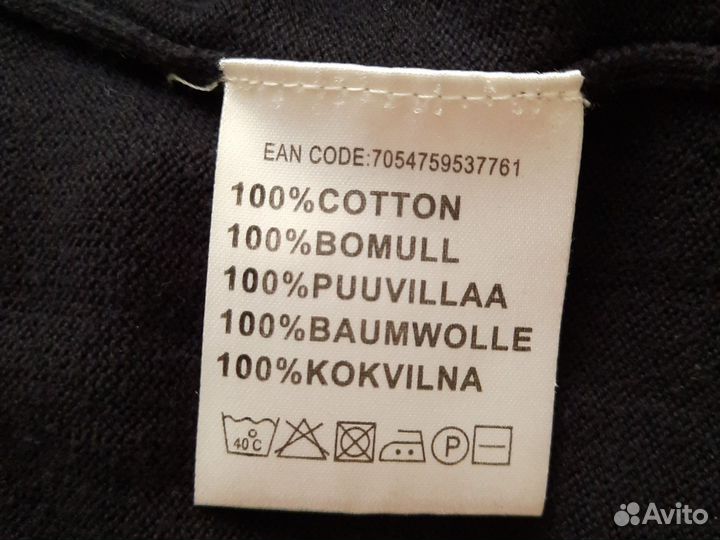 EAN CODE:7054759537761
100%COTTON
100%BOMULL
100%PUUVILLAA
100%BAUMWOLLE
100%KOKVILNA
40°C P
Avito